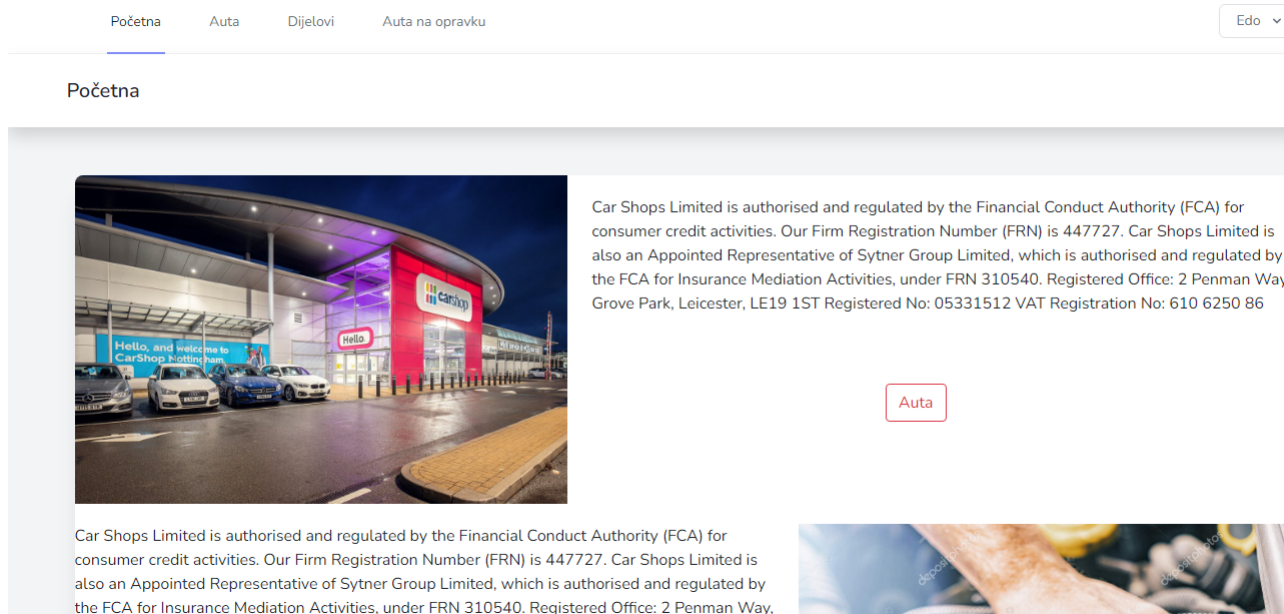 Početna Auta Dijelovi Auta na opravku Edo
Početna
Hello, and welcome to
CarShop Nottingham
Hello.
carshop
Car Shops Limited is authorised and regulated by the Financial Conduct Authority (FCA) for
consumer credit activities. Our Firm Registration Number (FRN) is 447727. Car Shops Limited is
also an Appointed Representative of Sytner Group Limited, which is authorised and regulated by
the FCA for Insurance Mediation Activities, under FRN 310540. Registered Office: 2 Penman Way
Grove Park, Leicester, LE19 1ST Registered No: 05331512 VAT Registration No: 610 6250 86
Auta
Car Shops Limited is authorised and regulated by the Financial Conduct Authority (FCA) for
consumer credit activities. Our Firm Registration Number (FRN) is 447727. Car Shops Limited is
also an Appointed Representative of Sytner Group Limited, which is authorised and regulated by
the FCA for Insurance Mediation Activities, under FRN 310540. Registered Office: 2 Penman Way,
depositphotos
depositphotos